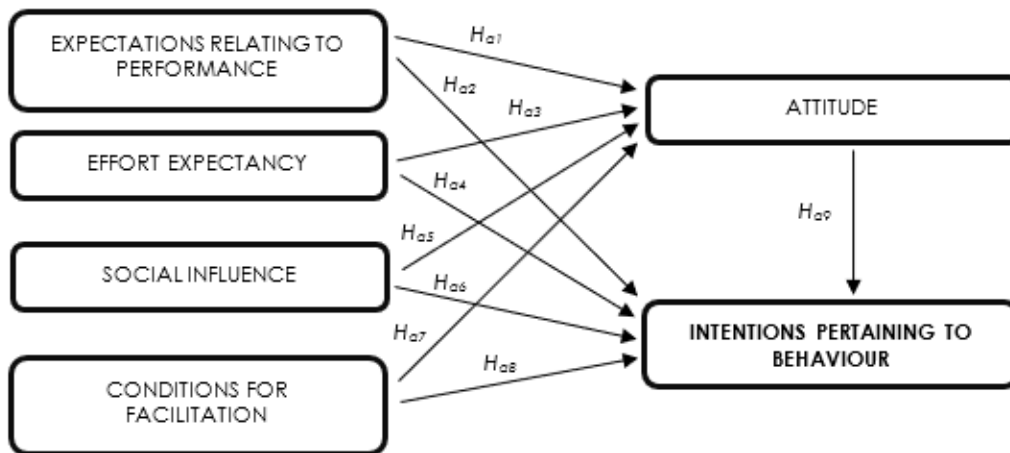 EXPECTATIONS RELATING TO
PERFORMANCE
EFFORT EXPECTANCY
SOCIAL INFLUENCE
CONDITIONS FOR
FACILITATION
Ha1
Ha2
Ha3
Ha4
Ha5
Ha6
Ha7
Ha8
ATTITUDE
Ha9
INTENTIONS PERTAINING TO
BEHAVIOUR